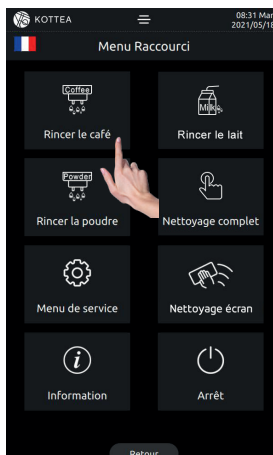 KOTTEA
08:31 Mar
2021/05/18
Menu Raccourci
Coffee
Milk
Rincer le café
Rincer le lait
Powder
Rincer la poudre
Nettoyage complet
Menu de service
Nettoyage écran
i
Information
Arrêt
Retour